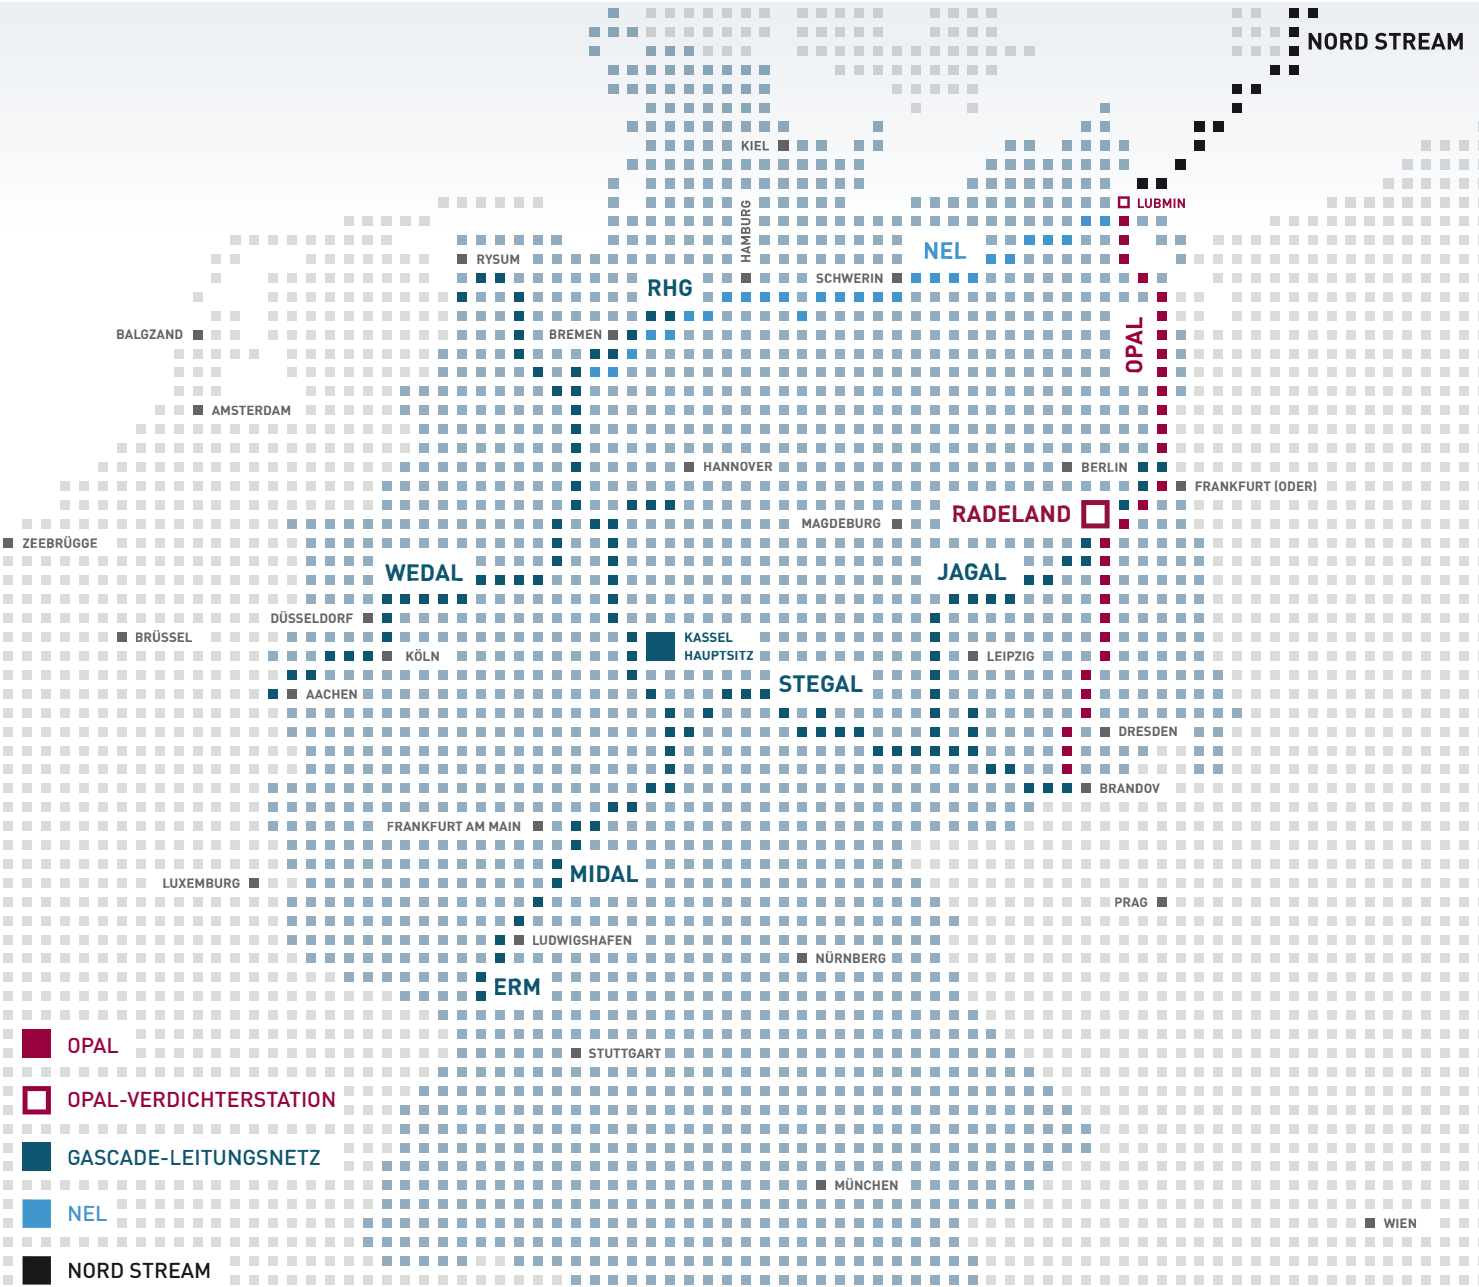 NORD STREAM
KIEL
LUBMIN
HAMBURG
NEL
RYSUM
SCHWERIN
RHG
BALGZAND
BREMEN
OPAL
AMSTERDAM
HANNOVER
BERLIN
FRANKFURT (ODER)
RADELAND
MAGDEBURG
ZEEBRÜGGE
WEDAL
JAGAL
DÜSSELDORF
BRÜSSEL
KASSEL
HAUPTSITZ
KÖLN
LEIPZIG
STEGAL
AACHEN
DRESDEN
BRANDOV
FRANKFURT AM MAIN
MIDAL
LUXEMBURG
PRAG
LUDWIGSHAFEN
NÜRNBERG
ERM
OPAL
STUTTGART
OPAL-VERDICHTERSTATION
GASCADE-LEITUNGSNETZ
MÜNCHEN
NEL
WIEN
NORD STREAM